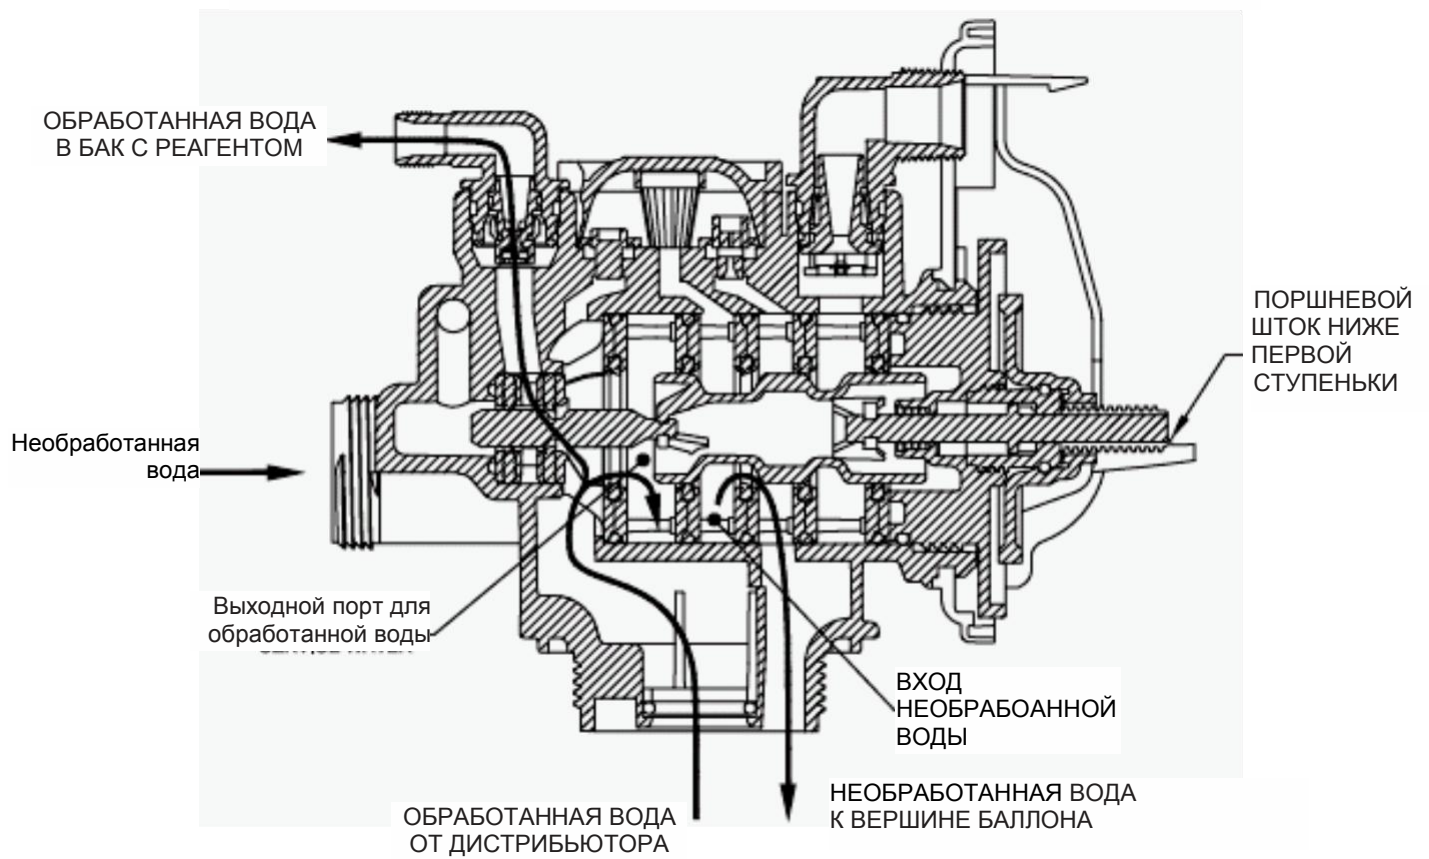 ОБРАБОТАННАЯ ВОДА
В БАК С РЕАГЕНТОМ
ПОРШНЕВОЙ
ШТОК НИЖЕ
ПЕРВОЙ
СТУПЕНЬКИ
Необработанная
вода
Выходной порт для
обработанной воды
ВХОД
НЕОБРАБОАННОЙ
ВОДЫ
ОБРАБОТАННАЯ ВОДА
ОТ ДИСТРИБЬЮТОРА
НЕОБРАБОТАННАЯ ВОДА
К ВЕРШИНЕ БАЛЛОНА